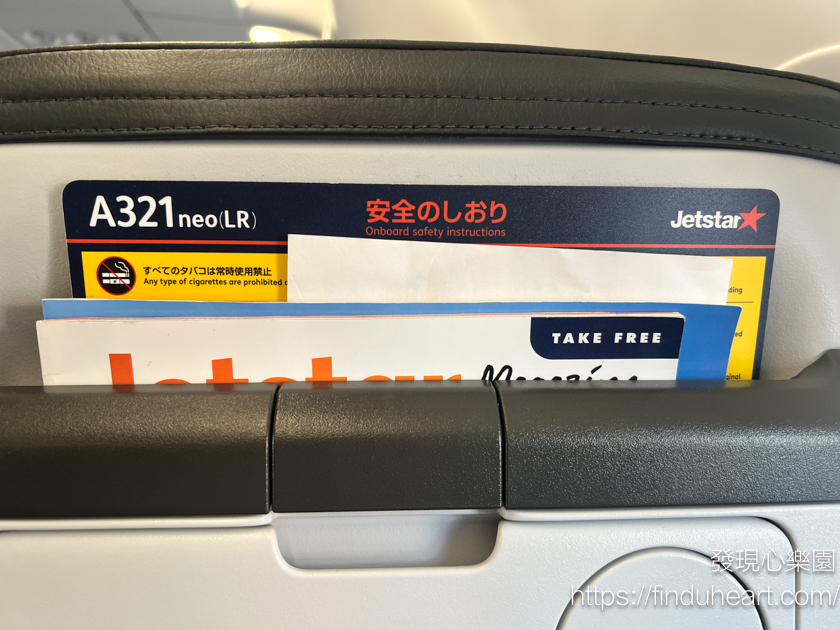 A321neo(LR)
安全のしおり
Onboard safety instructions
Jetstar
すべてのタバコは常時使用禁止
Any type of cigarettes are prohibited
TAKE FREE
Jetstar Magazine
發現心樂園
https://finduheart.com/